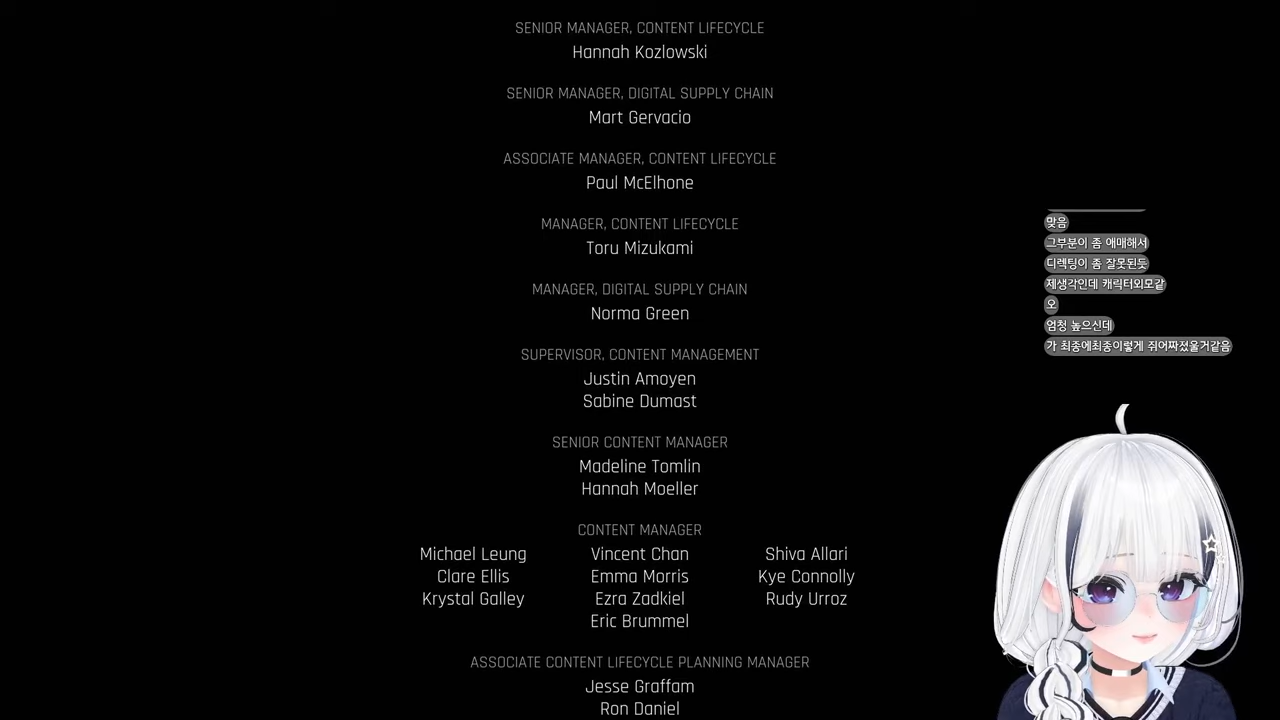 SENIOR MANAGER, CONTENT LIFECYCLE
Hannah Kozlowski
SENIOR MANAGER, DIGITAL SUPPLY CHAIN
Mart Gervacio
ASSOCIATE MANAGER, CONTENT LIFECYCLE
Paul McElhone
MANAGER, CONTENT LIFECYCLE
Toru Mizukami
MANAGER, DIGITAL SUPPLY CHAIN
Norma Green
SUPERVISOR, CONTENT MANAGEMENT
Justin Amoyen
Sabine Dumast
SENIOR CONTENT MANAGER
Madeline Tomlin
Hannah Moeller
CONTENT MANAGER
Michael Leung Vincent Chan Shiva Allari
Clare Ellis Emma Morris Kye Connolly
Krystal Galley Ezra Zadkiel Rudy Urroz
Eric Brummel
ASSOCIATE CONTENT LIFECYCLE PLANNING MANAGER
Jesse Graffam
Ron Daniel
맞음
그부분이 좀 애매해서
디렉팅이 좀 잘못된듯
제생각인데 캐릭터외모같
오
엄청 높으신데
가 최종에최종이렇게 쥐어짜졌울거같음